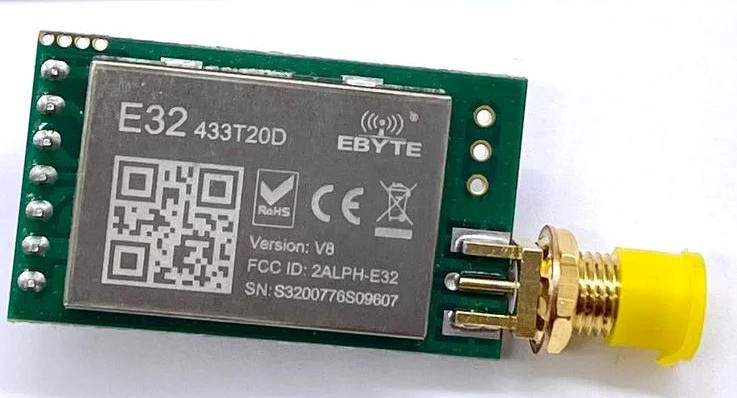 E32 433T20D
EBYTE
RoHS
CE
Version: V8
FCC ID: 2ALPH-E32
SN: S3200776S09607